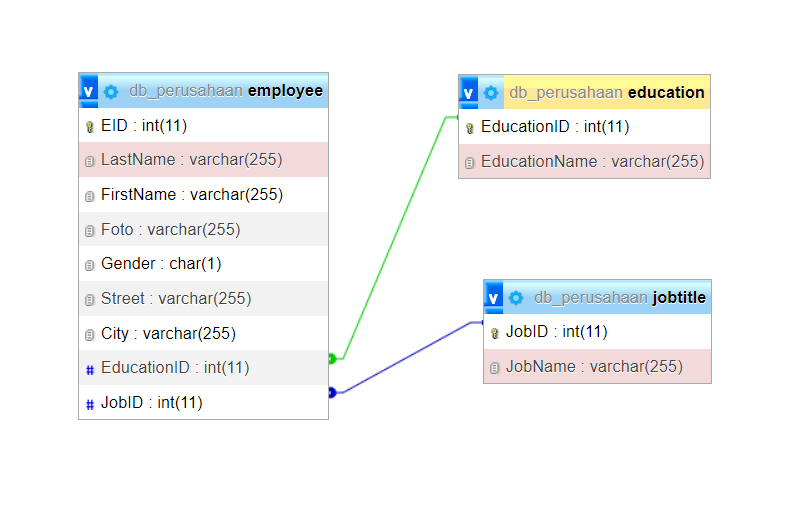 v db_perusahaan employee
EID : int(11)
LastName : varchar(255)
FirstName : varchar(255)
Foto : varchar(255)
Gender : char(1)
Street : varchar(255)
City : varchar(255)
# EducationID : int(11)
# JobID : int(11)
v db_perusahaan education
EducationID : int(11)
EducationName : varchar(255)
v db_perusahaan jobtitle
JobID : int(11)
JobName : varchar(255)